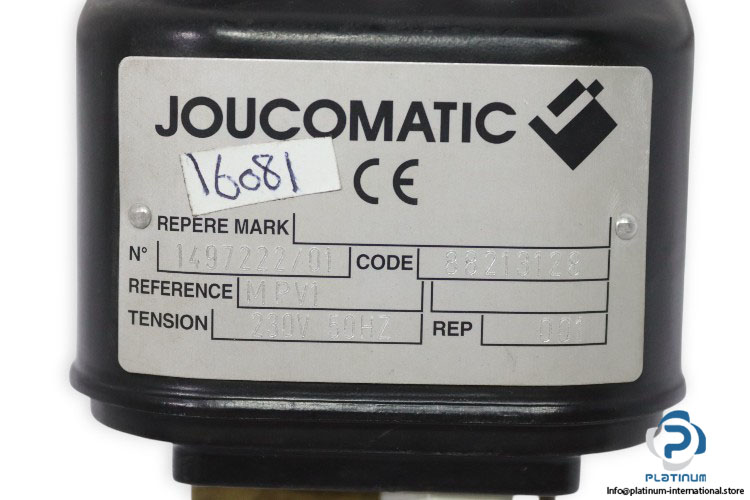 JOUCOMATIC
16081
CE
REPERE MARK
N° 1497222/01 CODE 88213128
REFERENCE MPVI
TENSION 230V 50HZ REP 001
PLATINUM
Info@platinum-international.store